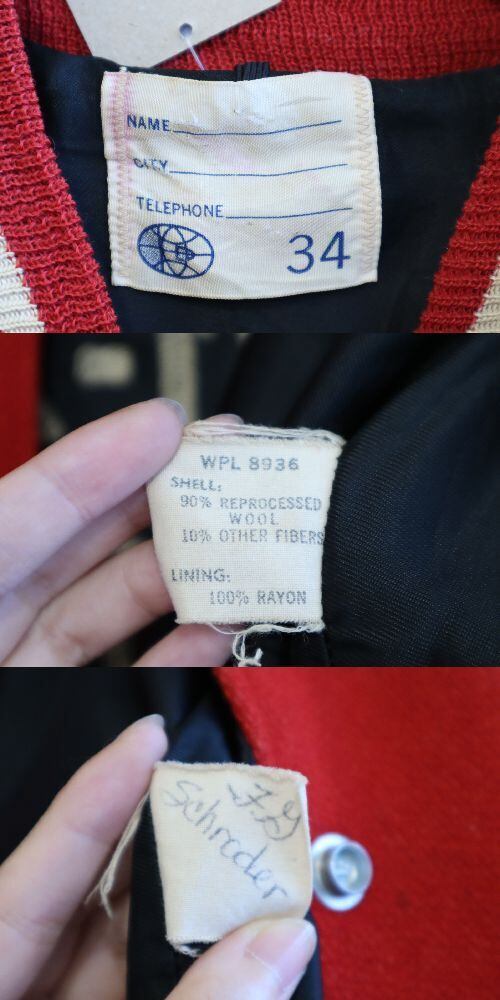 NAME
CITY
TELEPHONE
34
WPL 8936
SHELL:
90% REPROCESSED
WOOL
10% OTHER FIBERS
LINING:
100% RAYON
F.G
Schroder